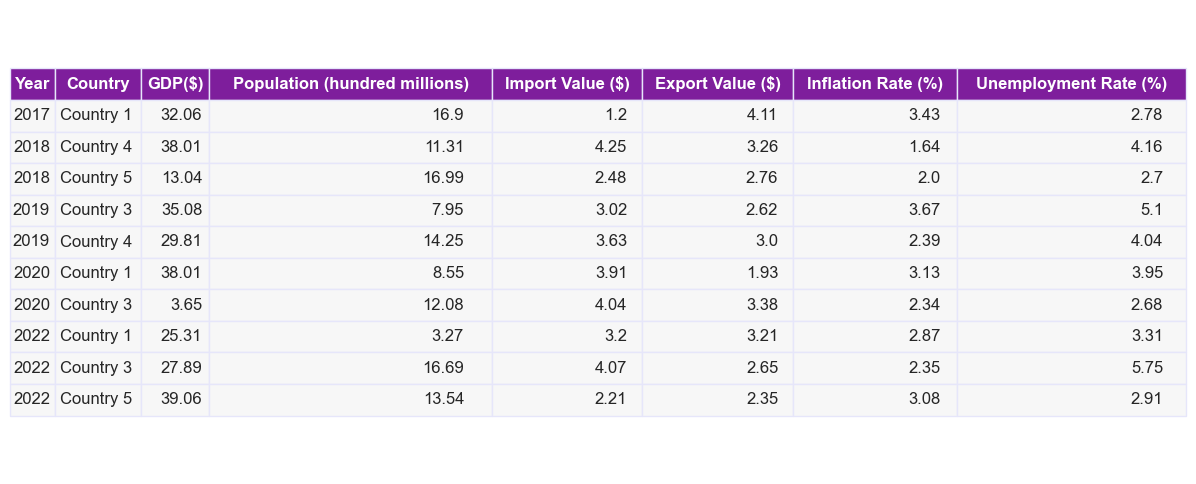 Year Country GDP($) Population (hundred millions) Import Value ($) Export Value ($) Inflation Rate (%) Unemployment Rate (%)
2017 Country 1 32.06 16.9 1.2 4.11 3.43 2.78
2018 Country 4 38.01 11.31 4.25 3.26 1.64 4.16
2018 Country 5 13.04 16.99 2.48 2.76 2.0 2.7
2019 Country 3 35.08 7.95 3.02 2.62 3.67 5.1
2019 Country 4 29.81 14.25 3.63 3.0 2.39 4.04
2020 Country 1 38.01 8.55 3.91 1.93 3.13 3.95
2020 Country 3 3.65 12.08 4.04 3.38 2.34 2.68
2022 Country 1 25.31 3.27 3.2 3.21 2.87 3.31
2022 Country 3 27.89 16.69 4.07 2.65 2.35 5.75
2022 Country 5 39.06 13.54 2.21 2.35 3.08 2.91